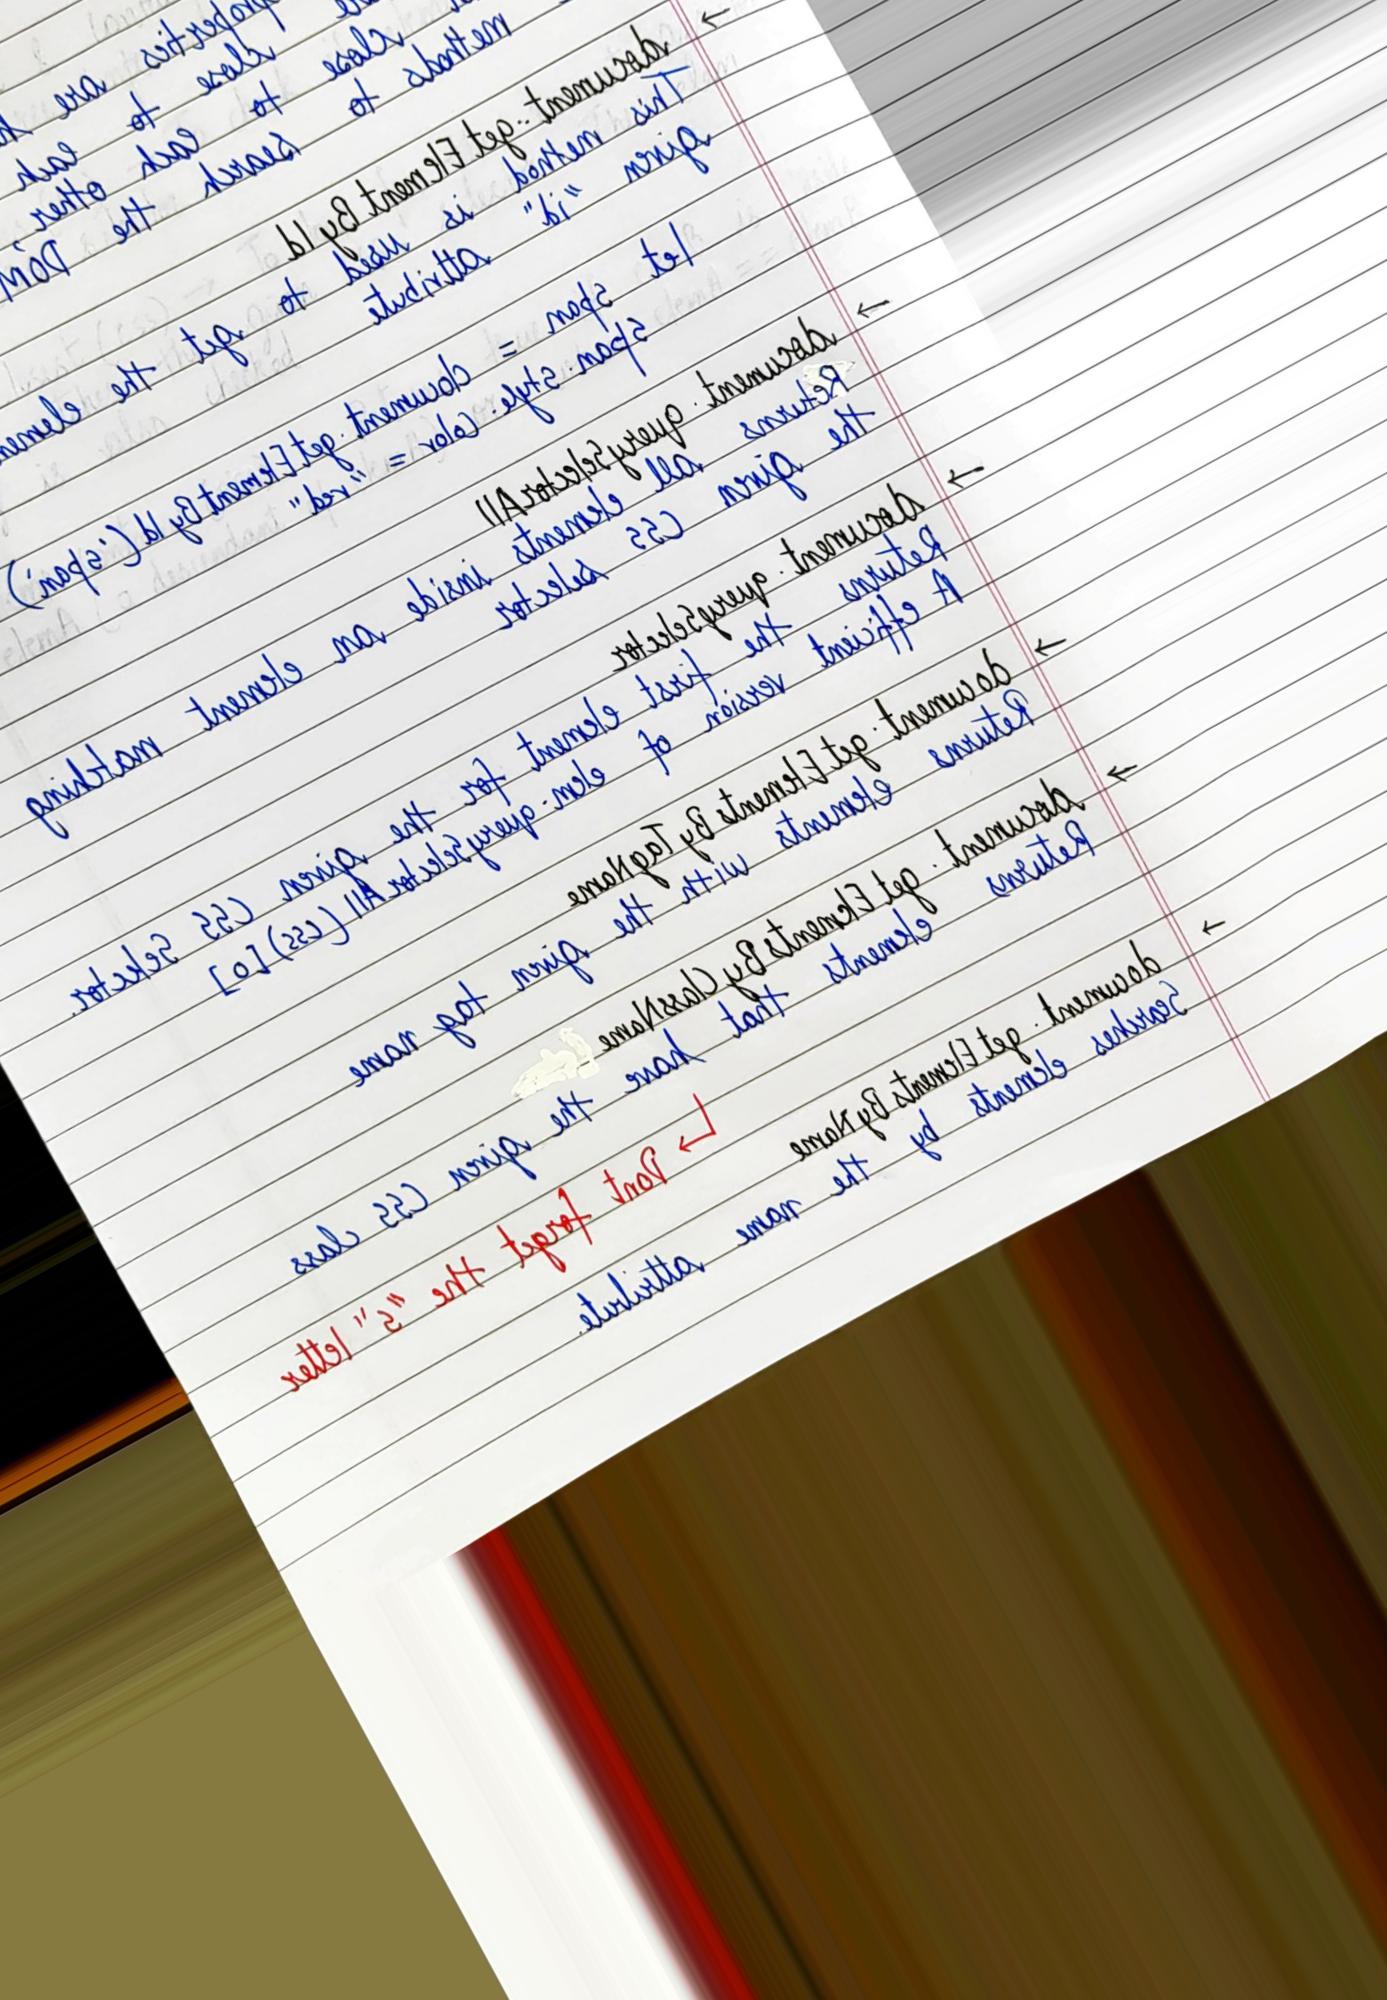 properties are
close to each
close to each other
methods to search the DOM
→ document.getElementById
This method is used to get the element
given "id" attribute
let span = document.getElementById('span')
span.style.color = "red"
→ document.querySelectorAll
Returns all elements inside an element matching
the given CSS selector
→ document.querySelector
Returns the first element for the given CSS Selector.
A efficient version of elem.querySelectorAll(css)[0]
→ document.getElementsByTagName
Returns elements with the given tag name
→ document.getElementsByClassName
Returns elements that have the given CSS class
↳ Dont forget the "s" letter
→ document.getElementsByName
Searches elements by the name attribute.